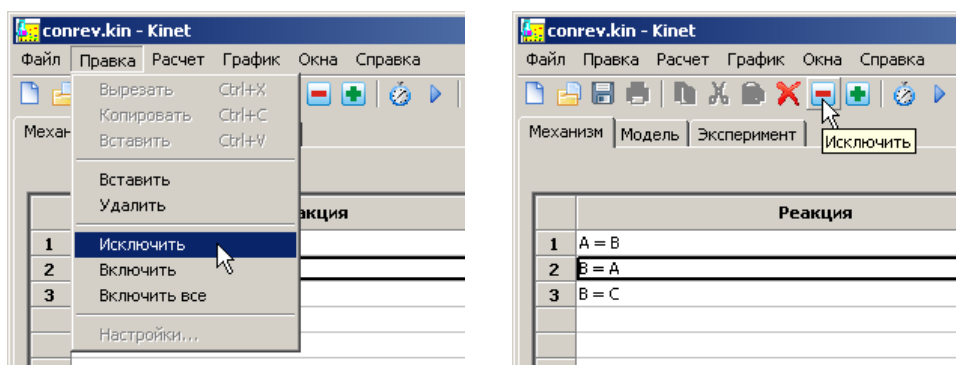 conrev.kin - Kinet
Файл Правка Расчет График Окна Справка
Вырезать Ctrl+X
Копировать Ctrl+C
Механ Вставить Ctrl+V
Вставить
Удалить
акция
1 Исключить
2 Включить
3 Включить все
Настройки...
conrev.kin - Kinet
Файл Правка Расчет График Окна Справка
Механизм Модель Эксперимент
Исключить
Реакция
1 A = B
2 B = A
3 B = C